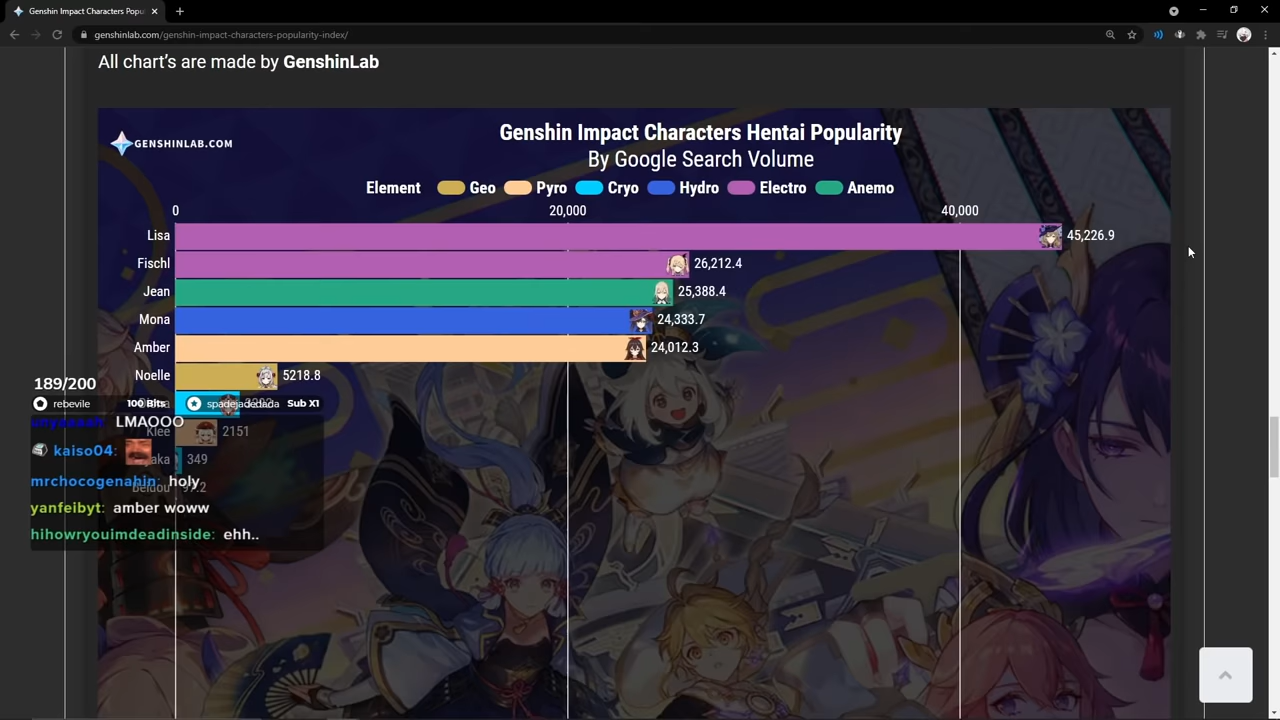 Genshin Impact Characters Popu
genshinlab.com/genshin-impact-characters-popularity-index/
All chart's are made by GenshinLab
GENSHINLAB.COM
Genshin Impact Characters Hentai Popularity
By Google Search Volume
Element Geo Pyro Cryo Hydro Electro Anemo
0 20,000 40,000
Lisa 45,226.9
Fischl 26,212.4
Jean 25,388.4
Mona 24,333.7
Amber 24,012.3
Noelle 5218.8
189/200
rebevile 100 Bits spadejadedada Sub X1
LMAOOO
Klee 2151
kaiso04:
349
mrchocogenahin: holy
Beidou
yanfeibyt: amber woww
hihowryouimdeadinside: ehh..